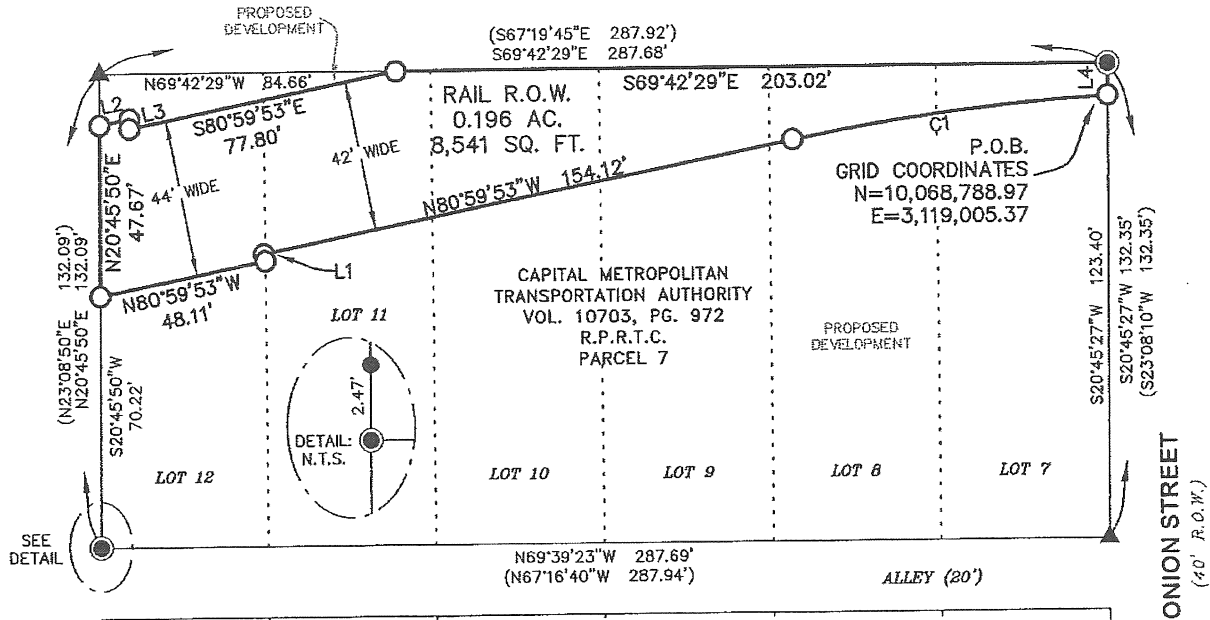 PROPOSED
DEVELOPMENT
(S67°19'45"E 287.92')
S69°42'29"E 287.68'
N69°42'29"W 84.66'
S69°42'29"E 203.02'
L4
L2
L3
S80°59'53"E
77.80'
RAIL R.O.W.
0.196 AC.
8,541 SQ. FT.
C1
P.O.B.
GRID COORDINATES
N=10,068,788.97
E=3,119,005.37
42' WIDE
44' WIDE
N80°59'53"W 154.12'
N20°45'50"E
47.67'
(N23°08'50"E 132.09')
N20°45'50"E 132.09'
L1
N80°59'53"W
48.11'
CAPITAL METROPOLITAN
TRANSPORTATION AUTHORITY
VOL. 10703, PG. 972
R.P.R.T.C.
PARCEL 7
LOT 11
PROPOSED
DEVELOPMENT
S20°45'27"W 123.40'
S20°45'27"W 132.35'
(S23°08'10"W 132.35')
S20°45'50"W
70.22'
2.47'
DETAIL:
N.T.S.
LOT 12
LOT 10
LOT 9
LOT 8
LOT 7
SEE
DETAIL
N69°39'23"W 287.69'
(N67°16'40"W 287.94')
ALLEY (20')
ONION STREET
(40' R.O.W.)